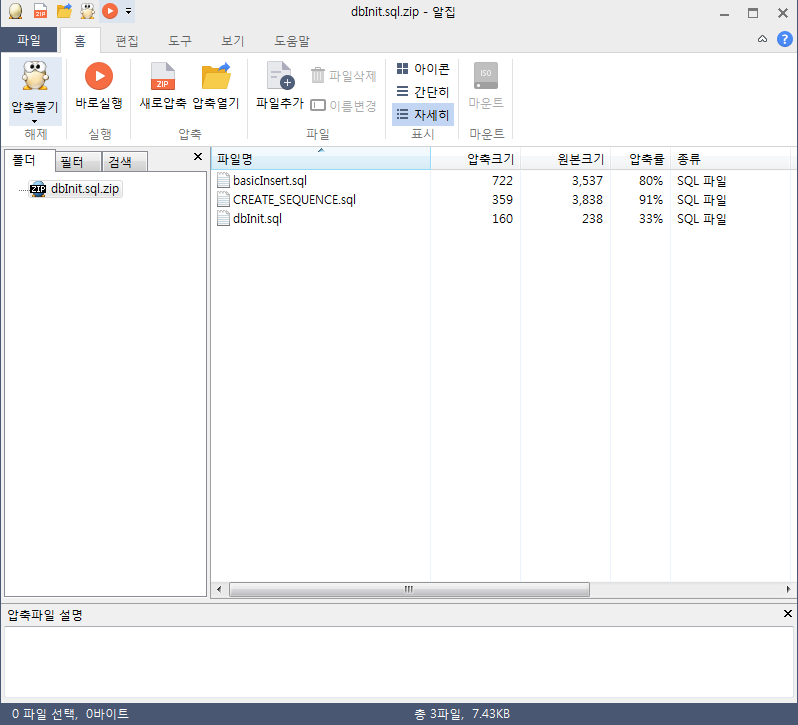 dbInit.sql.zip - 알집
파일 홈 편집 도구 보기 도움말
ZIP ISO
압축풀기 바로실행 새로압축 압축열기 파일추가 파일삭제 이름변경 아이콘 간단히 자세히 마운트
해제 실행 압축 파일 표시 마운트
폴더 필터 검색
ZIP dbInit.sql.zip
파일명 압축크기 원본크기 압축률 종류
basicInsert.sql 722 3,537 80% SQL 파일
CREATE_SEQUENCE.sql 359 3,838 91% SQL 파일
dbInit.sql 160 238 33% SQL 파일
압축파일 설명
0 파일 선택, 0바이트 총 3파일, 7.43KB